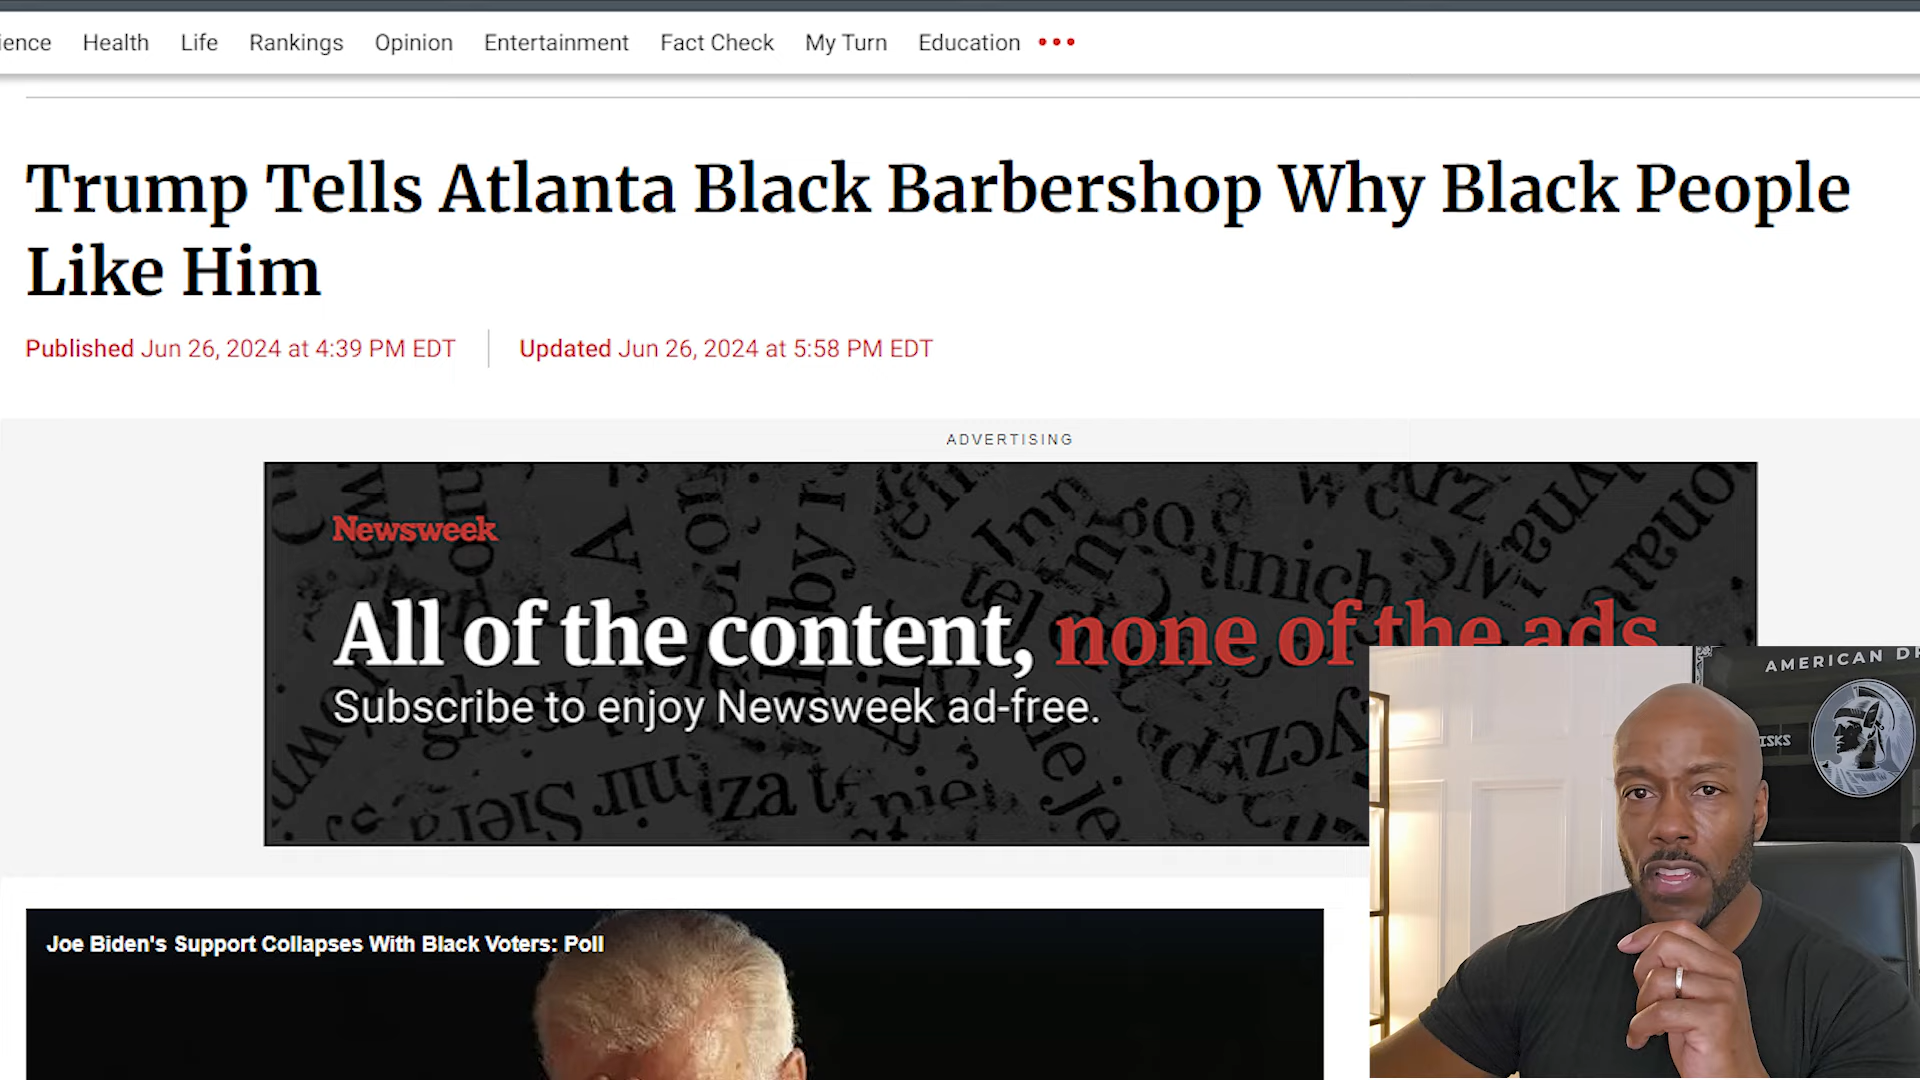 ience Health Life Rankings Opinion Entertainment Fact Check My Turn Education
Trump Tells Atlanta Black Barbershop Why Black People
Like Him
Published Jun 26, 2024 at 4:39 PM EDT Updated Jun 26, 2024 at 5:58 PM EDT
ADVERTISING
Newsweek
All of the content, none of the ads
Subscribe to enjoy Newsweek ad-free.
AMERICAN DR
ISKS
Joe Biden's Support Collapses With Black Voters: Poll